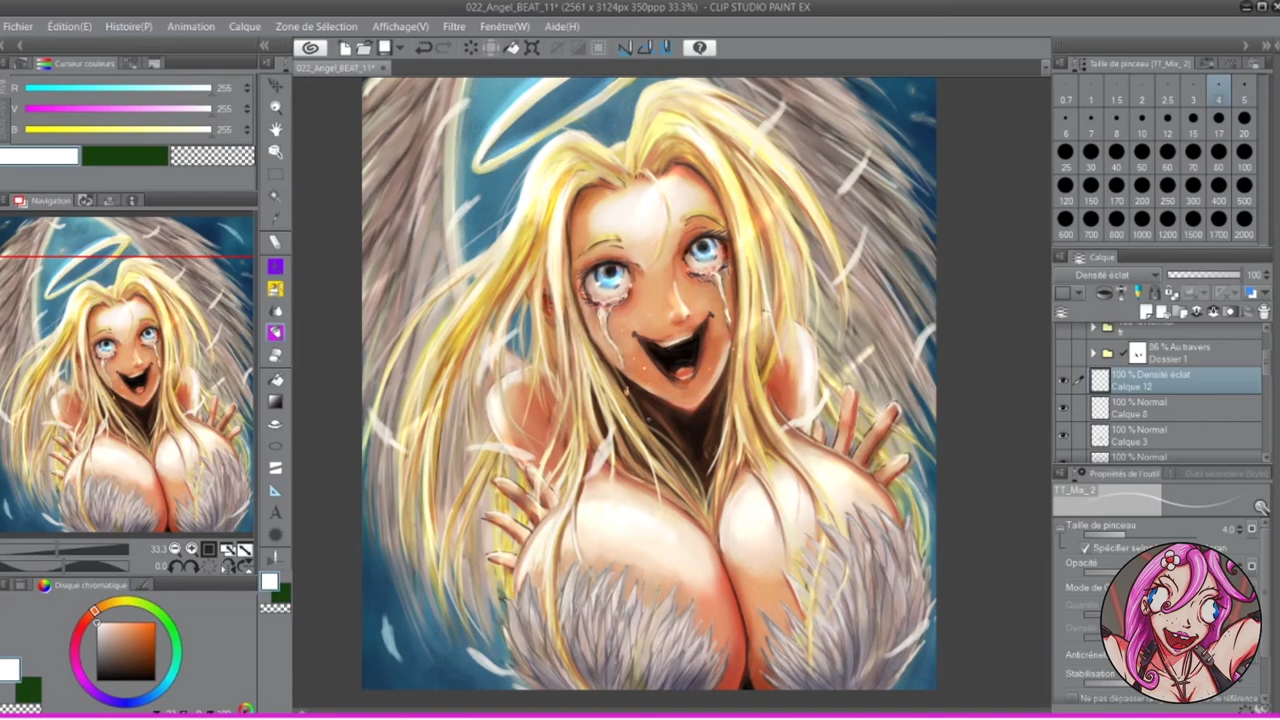 022_Angel_BEAT_11* (2561 x 3124px 350ppp 33.3%) - CLIP STUDIO PAINT EX
Fichier Édition(E) Histoire(P) Animation Calque Zone de Sélection Affichage(V) Filtre Fenêtre(W) Aide(H)
Curseur couleurs
R 255
V 255
B 255
Navigation
33.3
0.0
Disque chromatique
022_Angel_BEAT_11*
Taille de pinceau [TT_Mix_2]
0.7 1 1.5 2 2.5 3 4 5
6 7 8 10 12 15 17 20
25 30 40 50 60 70 80 100
120 150 170 200 250 300 400 500
600 700 800 1000 1200 1500 1700 2000
Calque
Densité éclat 100
86 % Au travers
Dossier 1
100 % Densité éclat
Calque 12
100 % Normal
Calque 8
100 % Normal
Calque 3
100 % Normal
Propriétés de l'outil
TT_Mix_2
Taille de pinceau 4.0
Opacité
Stabilisation